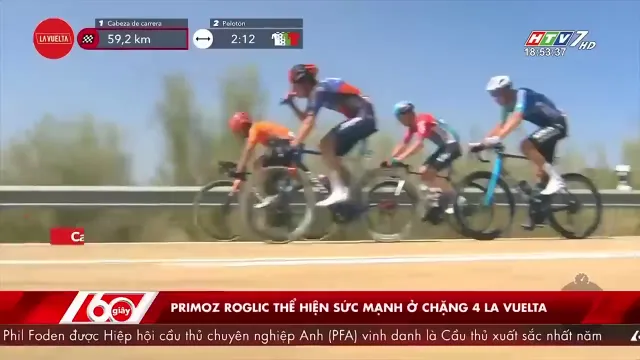 LA VUELTA
1 Cabeza de carrera
59,2 km
2 Peloton
2:12
HTV7 HD
18:53:37
Ca
60 giây
PRIMOZ ROGLIC THỂ HIỆN SỨC MẠNH Ở CHẶNG 4 LA VUELTA
Phil Foden được Hiệp hội cầu thủ chuyên nghiệp Anh (PFA) vinh danh là Cầu thủ xuất sắc nhất năm